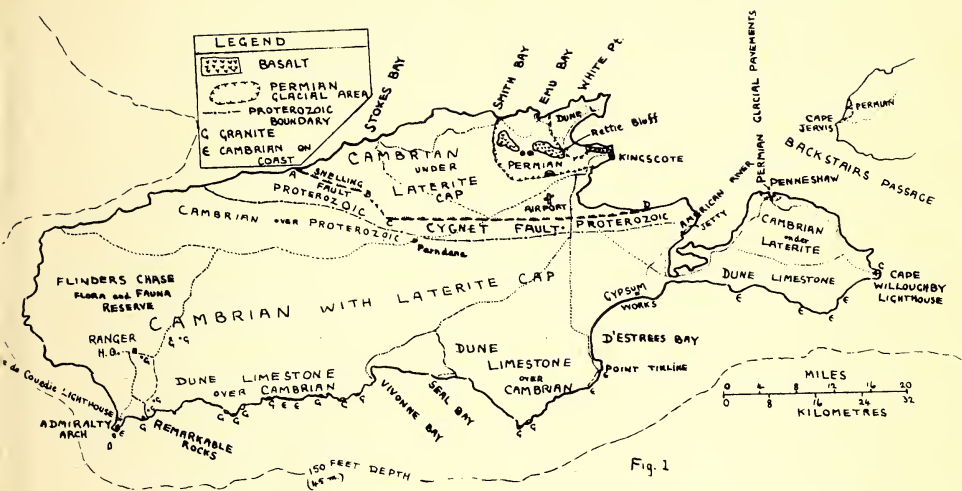 LEGEND
BASALT
PERMIAN
GLACIAL AREA
PROTEROZOIC
BOUNDARY
G GRANITE
Є CAMBRIAN ON
COAST
STOKES BAY
SMITH BAY
EMU BAY
WHITE Pt.
DUNE
Rettie Bluff
KINGSCOTE
PERMIAN
CAMBRIAN
UNDER
LATERITE
CAP
A SNELLING B
FAULT
PROTEROZOIC
AIRPORT
C
D
CYGNET FAULT PROTEROZOIC
CAMBRIAN OVER PROTEROZOIC
Parndana
AMERICAN RIVER
JETTY
PERMIAN GLACIAL PAVEMENTS
PENNESHAW
CAPE
JERVIS
PERMIAN
BACKSTAIRS PASSAGE
CAMBRIAN
under
LATERITE
DUNE LIMESTONE
G
CAPE
WILLOUGHBY
LIGHTHOUSE
Є
Є
Є
FLINDERS CHASE
FLORA and FAUNA
RESERVE
CAMBRIAN WITH LATERITE CAP
GYPSUM
WORKS
D'ESTREES BAY
RANGER
H.Q.
G
G G
DUNE
LIMESTONE
OVER
CAMBRIAN
POINT TINLINE
Є
DUNE LIMESTONE
OVER CAMBRIAN
VIVONNE BAY
SEAL BAY
du Couedic LIGHTHOUSE
ADMIRALTY
ARCH
REMARKABLE
ROCKS
G
G G
G Є Є G G
G G
MILES
0 4 8 12 16 20
0 8 16 24 32
KILOMETRES
150 FEET DEPTH
(45 m.)
Fig. 1